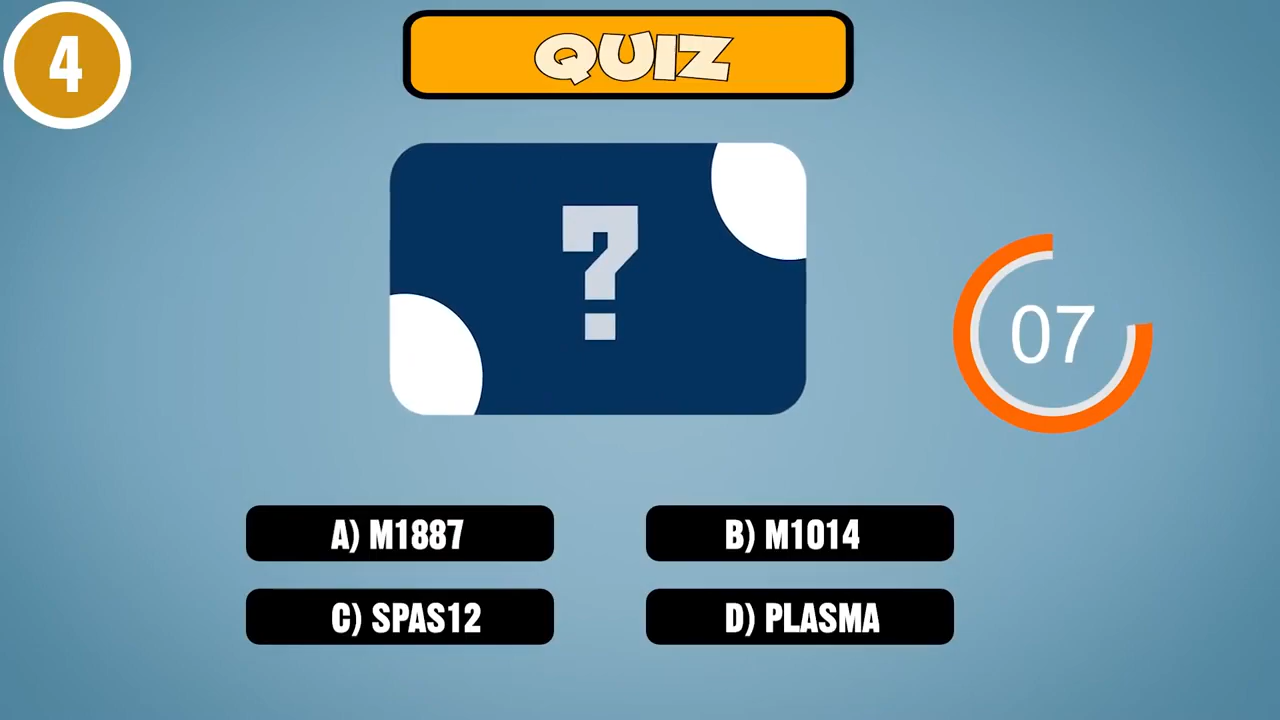 4
QUIZ
?
07
A) M1887
B) M1014
C) SPAS12
D) PLASMA